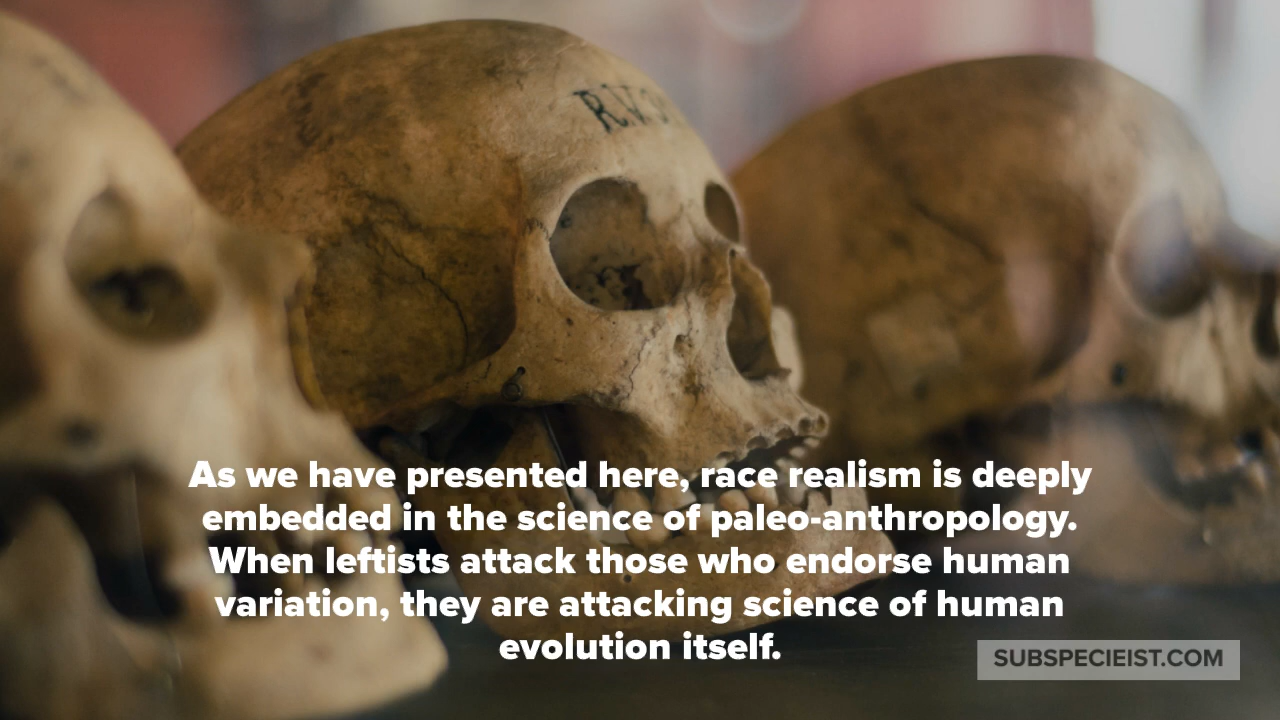 R.V.
As we have presented here, race realism is deeply
embedded in the science of paleo-anthropology.
When leftists attack those who endorse human
variation, they are attacking science of human
evolution itself.
SUBSPECIEIST.COM